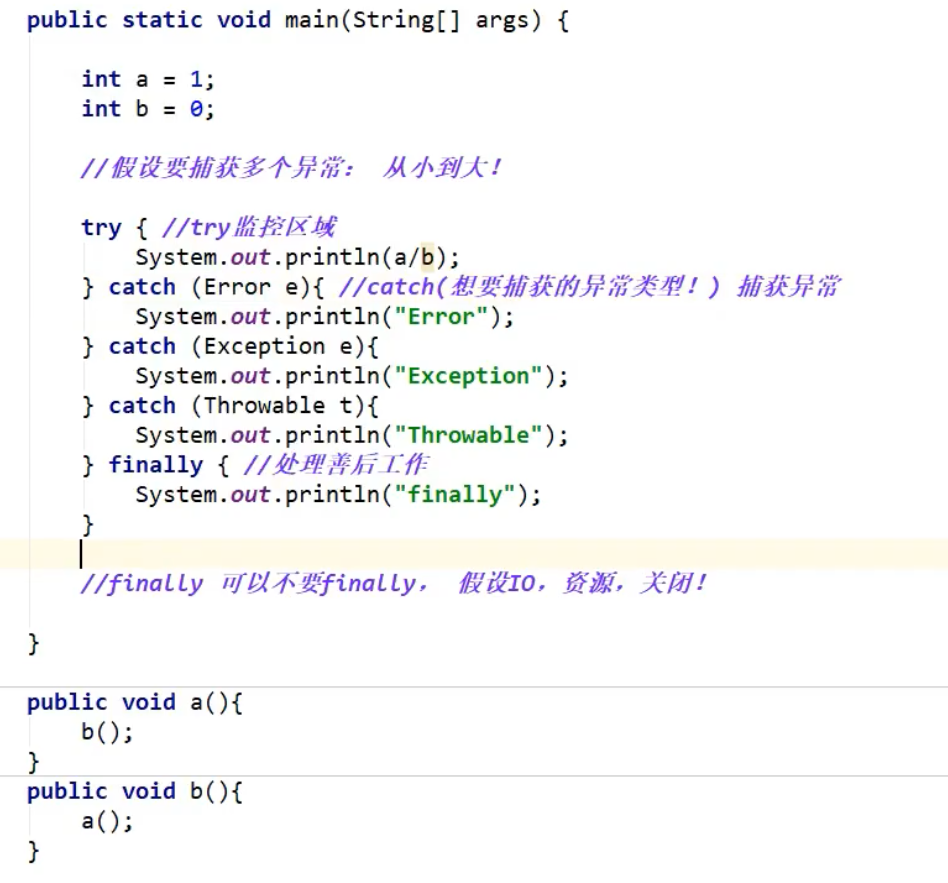 public static void main(String[] args) {
int a = 1;
int b = 0;
//假设要捕获多个异常： 从小到大！
try { //try监控区域
System.out.println(a/b);
} catch (Error e){ //catch(想要捕获的异常类型！) 捕获异常
System.out.println("Error");
} catch (Exception e){
System.out.println("Exception");
} catch (Throwable t){
System.out.println("Throwable");
} finally { //处理善后工作
System.out.println("finally");
}
//finally 可以不要finally， 假设IO，资源，关闭！
}
public void a(){
b();
}
public void b(){
a();
}